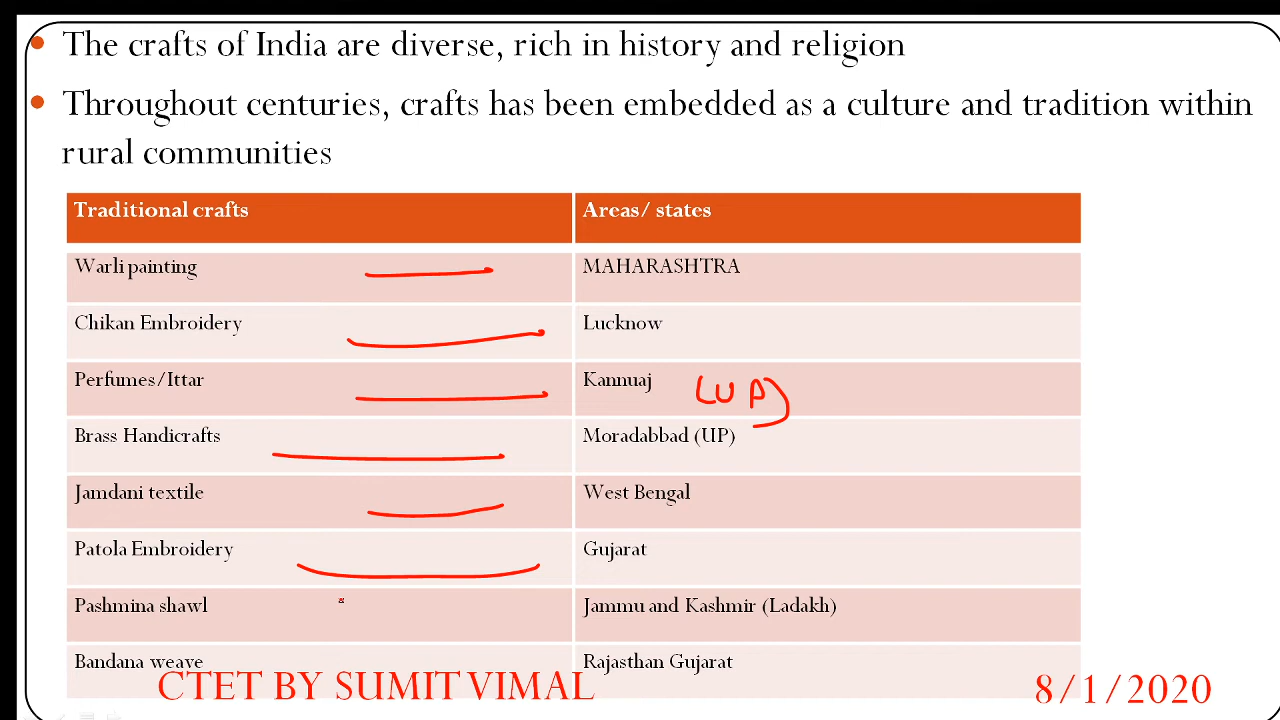 The crafts of India are diverse, rich in history and religion
Throughout centuries, crafts has been embedded as a culture and tradition within
rural communities
Traditional crafts Areas/ states
Warli painting MAHARASHTRA
Chikan Embroidery Lucknow
Perfumes/Ittar Kannuaj (UP)
Brass Handicrafts Moradabbad (UP)
Jamdani textile West Bengal
Patola Embroidery Gujarat
Pashmina shawl Jammu and Kashmir (Ladakh)
Bandana weave Rajasthan Gujarat
CTET BY SUMIT VIMAL 8/1/2020